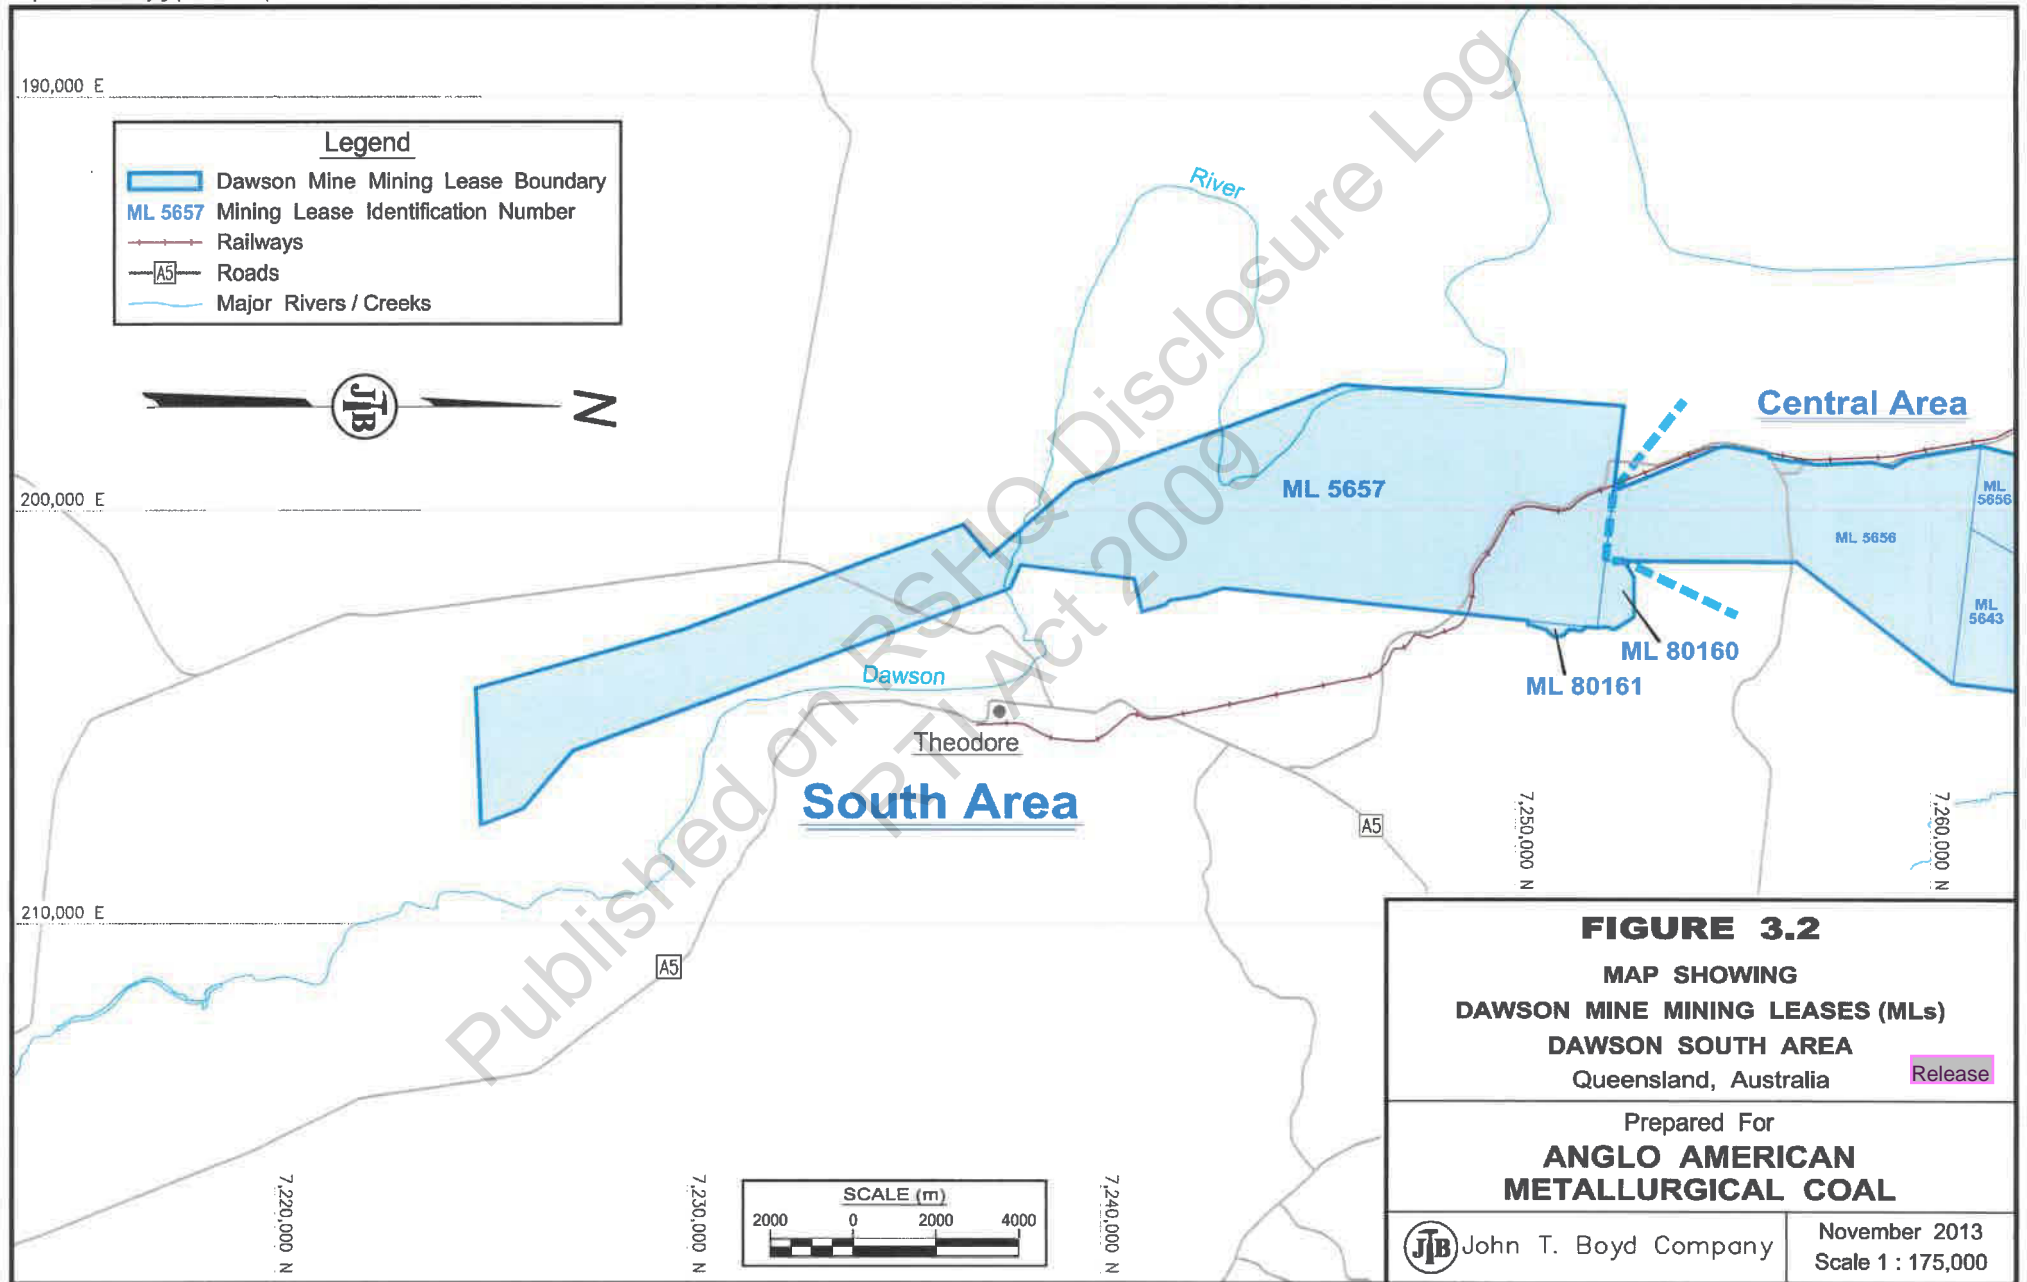 190,000 E
Legend
Dawson Mine Mining Lease Boundary
ML 5657 Mining Lease Identification Number
Railways
A5 Roads
Major Rivers / Creeks
JTB
N
River
Central Area
200,000 E
ML 5657
ML 5656
ML 5656
ML 5643
ML 80160
ML 80161
Dawson
Theodore
South Area
A5
7,250,000 N
7,260,000 N
210,000 E
A5
7,220,000 N
7,230,000 N
7,240,000 N
SCALE (m)
2000 0 2000 4000
FIGURE 3.2
MAP SHOWING
DAWSON MINE MINING LEASES (MLs)
DAWSON SOUTH AREA
Queensland, Australia
Release
Prepared For
ANGLO AMERICAN
METALLURGICAL COAL
JTB John T. Boyd Company
November 2013
Scale 1 : 175,000
Published on RSHQ Disclosure Log
RTI Act 2009